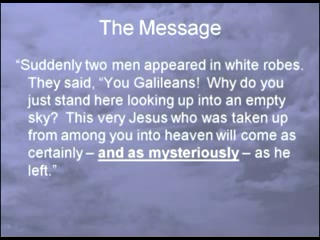 The Message
“Suddenly two men appeared in white robes.
They said, “You Galileans!  Why do you
just stand here looking up into an empty
sky?  This very Jesus who was taken up
from among you into heaven will come as
certainly – and as mysteriously – as he
left.”